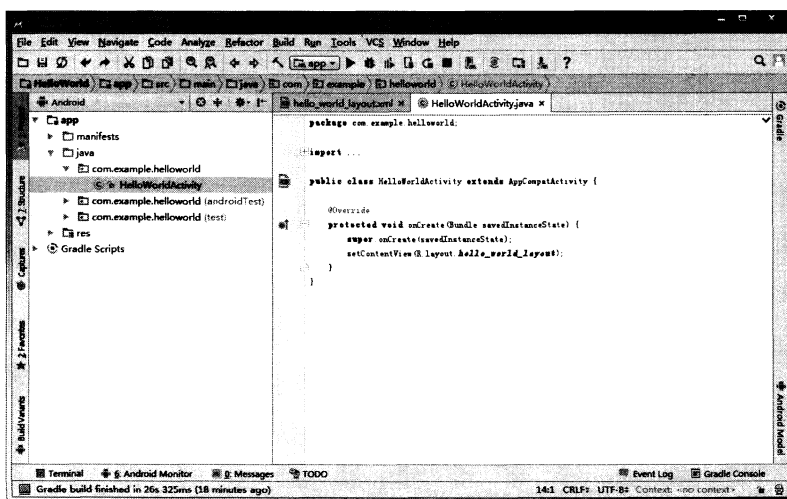 File Edit View Navigate Code Analyze Refactor Build Run Tools VCS Window Help
app
HelloWorld app src main java com example helloworld HelloWorldActivity
Android
hello_world_layout.xml × HelloWorldActivity.java ×
app
manifests
java
com.example.helloworld
HelloWorldActivity
com.example.helloworld (androidTest)
com.example.helloworld (test)
res
Gradle Scripts
package com.example.helloworld;
import ...
public class HelloWorldActivity extends AppCompatActivity {
@Override
protected void onCreate(Bundle savedInstanceState) {
super.onCreate(savedInstanceState);
setContentView(R.layout.hello_world_layout);
}
}
Z: Structure
Captures
2: Favorites
Build Variants
Gradle
Android Model
Terminal 6: Android Monitor 0: Messages TODO Event Log Gradle Console
Gradle build finished in 26s 325ms (18 minutes ago) 14:1 CRLF÷ UTF-8÷ Context: <no context>